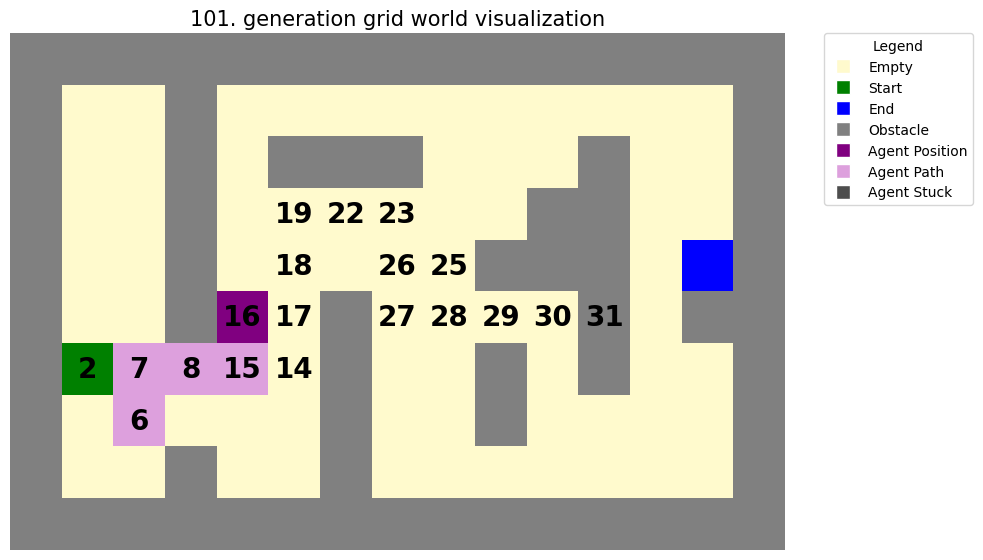 101. generation grid world visualization
Legend
Empty
Start
End
Obstacle
Agent Position
Agent Path
Agent Stuck
19 22 23
18 26 25
16 17 27 28 29 30 31
2 7 8 15 14
6